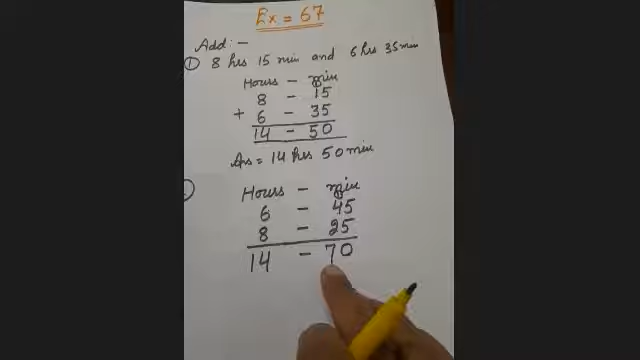 Ex = 67
Add:-
① 8 hrs 15 min and 6 hrs 35 min
Hours - min
8 - 15
+ 6 - 35
14 - 50
Ans = 14 hrs 50 min
Hours - min
6 - 45
8 - 25
14 - 70